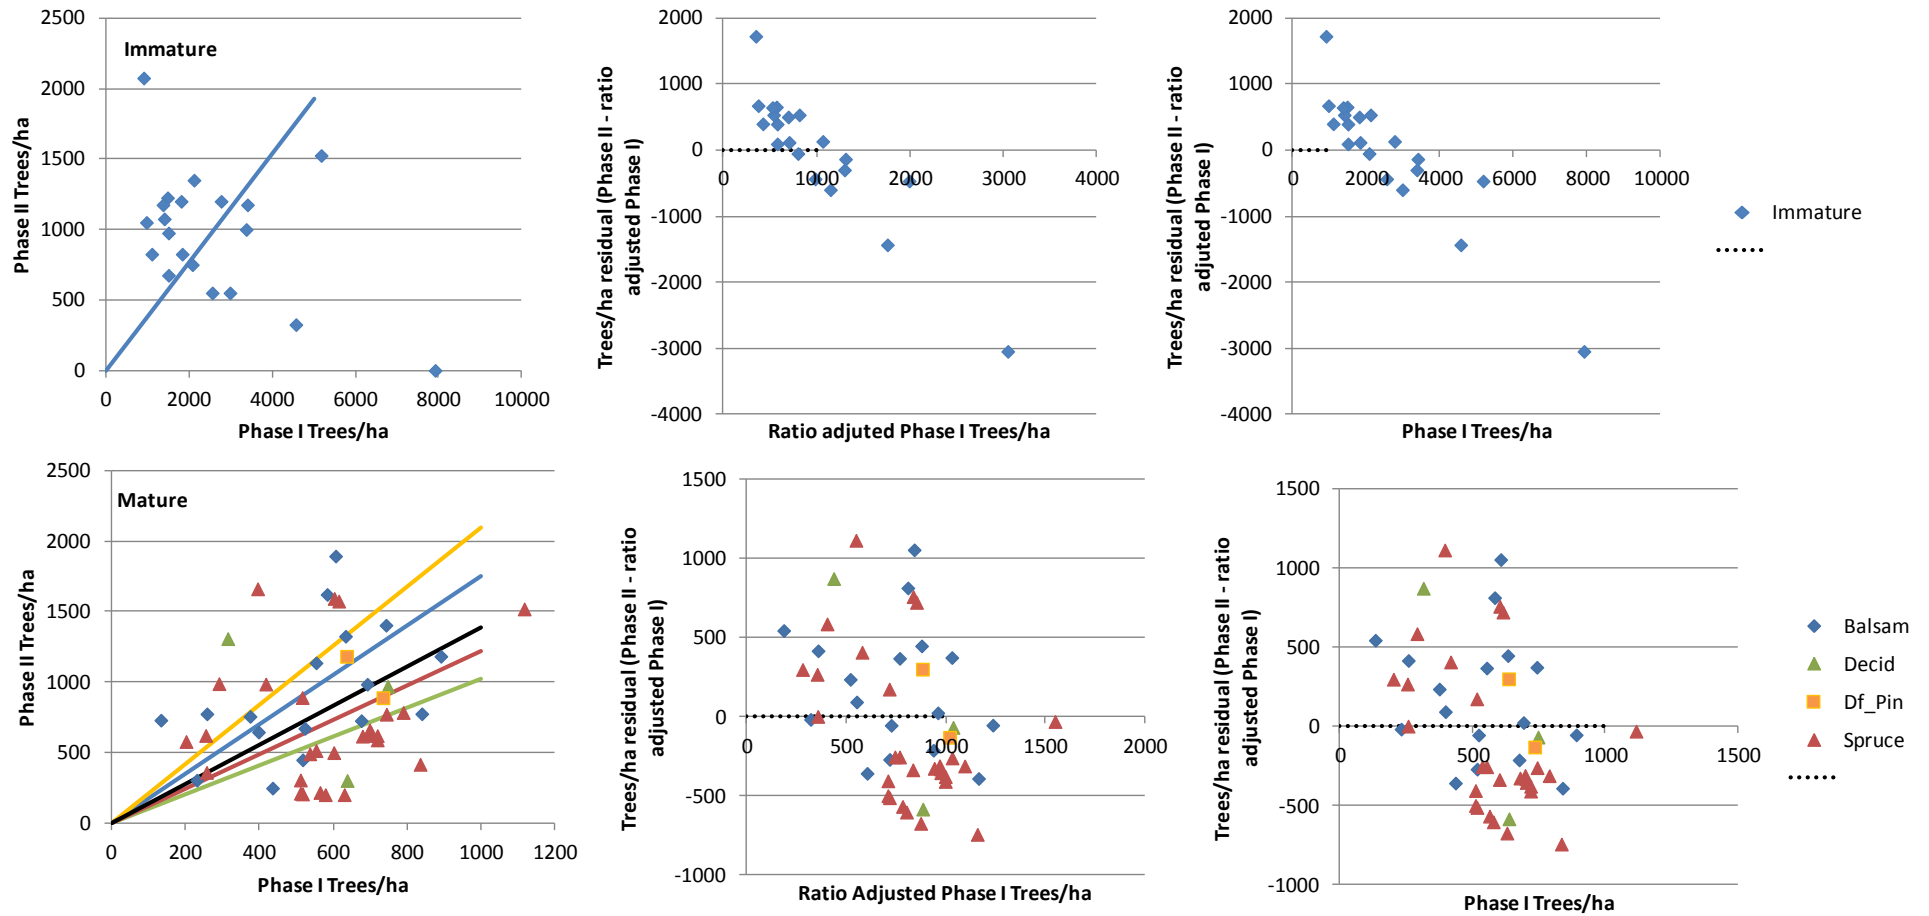 Immature
Phase II Trees/ha
2500
2000
1500
1000
500
0
0 2000 4000 6000 8000 10000
Phase I Trees/ha
Trees/ha residual (Phase II - ratio
adjusted Phase I)
2000
1000
0
-1000
-2000
-3000
-4000
0 1000 2000 3000 4000
Ratio adjuted Phase I Trees/ha
Trees/ha residual (Phase II - ratio
adjusted Phase I)
2000
1000
0
-1000
-2000
-3000
-4000
0 2000 4000 6000 8000 10000
Phase I Trees/ha
Immature
Mature
Phase II Trees/ha
2500
2000
1500
1000
500
0
0 200 400 600 800 1000 1200
Phase I Trees/ha
Trees/ha residual (Phase II - ratio
adjusted Phase I)
1500
1000
500
0
-500
-1000
0 500 1000 1500 2000
Ratio Adjusted Phase I Trees/ha
Trees/ha residual (Phase II - ratio
adjusted Phase I)
1500
1000
500
0
-500
-1000
0 500 1000 1500
Phase I Trees/ha
Balsam
Decid
Df_Pin
Spruce